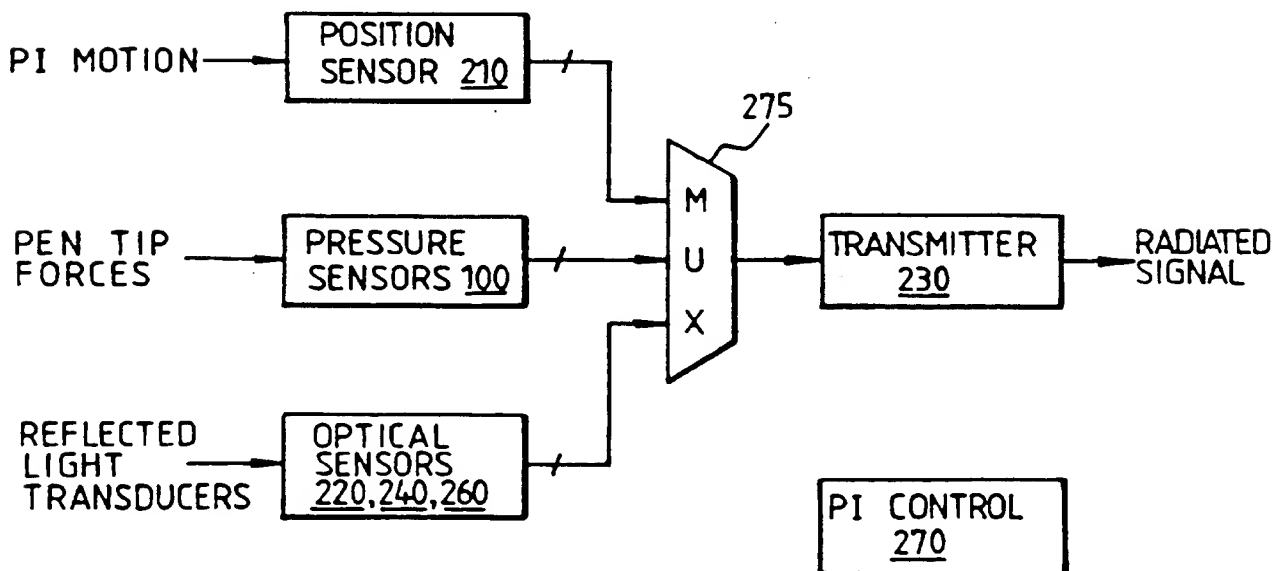 PI MOTION
POSITION
SENSOR 210
275
PEN TIP
FORCES
PRESSURE
SENSORS 100
M
U
X
TRANSMITTER
230
RADIATED
SIGNAL
REFLECTED
LIGHT
TRANSDUCERS
OPTICAL
SENSORS
220, 240, 260
PI CONTROL
270